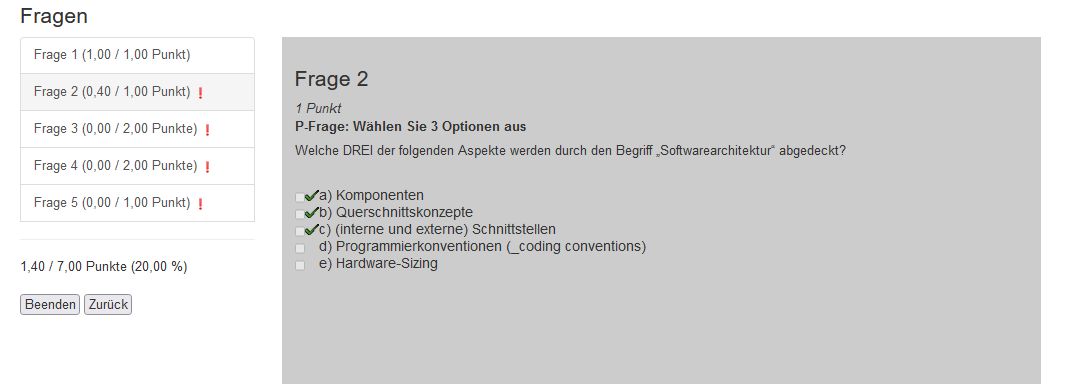 Fragen
Frage 1 (1,00 / 1,00 Punkt)
Frage 2 (0,40 / 1,00 Punkt) !
Frage 3 (0,00 / 2,00 Punkte) !
Frage 4 (0,00 / 2,00 Punkte) !
Frage 5 (0,00 / 1,00 Punkt) !
1,40 / 7,00 Punkte (20,00 %)
Beenden Zurück
Frage 2
1 Punkt
P-Frage: Wählen Sie 3 Optionen aus
Welche DREI der folgenden Aspekte werden durch den Begriff „Softwarearchitektur“ abgedeckt?
a) Komponenten
b) Querschnittskonzepte
c) (interne und externe) Schnittstellen
d) Programmierkonventionen (_coding conventions)
e) Hardware-Sizing